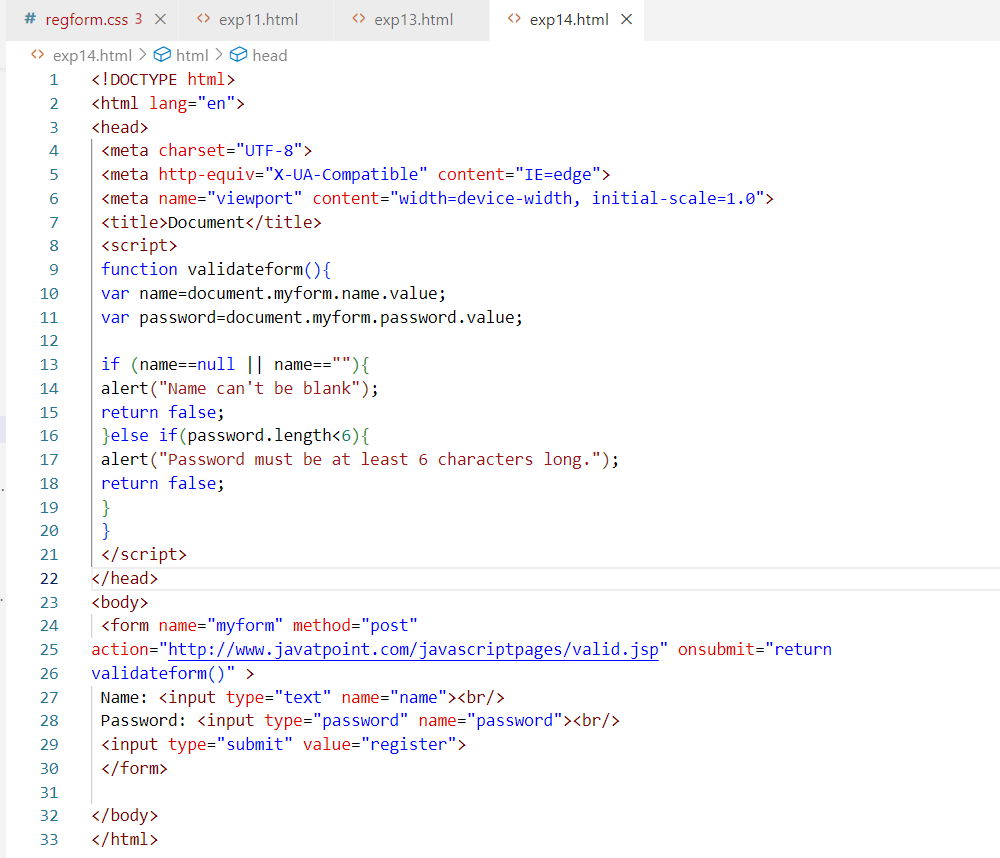 # regform.css 3 × <> exp11.html <> exp13.html <> exp14.html ×
<> exp14.html > html > head
1 <!DOCTYPE html>
2 <html lang="en">
3 <head>
4 <meta charset="UTF-8">
5 <meta http-equiv="X-UA-Compatible" content="IE=edge">
6 <meta name="viewport" content="width=device-width, initial-scale=1.0">
7 <title>Document</title>
8 <script>
9 function validateform(){
10 var name=document.myform.name.value;
11 var password=document.myform.password.value;
12
13 if (name==null || name==""){
14 alert("Name can't be blank");
15 return false;
16 }else if(password.length<6){
17 alert("Password must be at least 6 characters long.");
18 return false;
19 }
20 }
21 </script>
22 </head>
23 <body>
24 <form name="myform" method="post"
25 action="http://www.javatpoint.com/javascriptpages/valid.jsp" onsubmit="return
26 validateform()" >
27 Name: <input type="text" name="name"><br/>
28 Password: <input type="password" name="password"><br/>
29 <input type="submit" value="register">
30 </form>
31
32 </body>
33 </html>